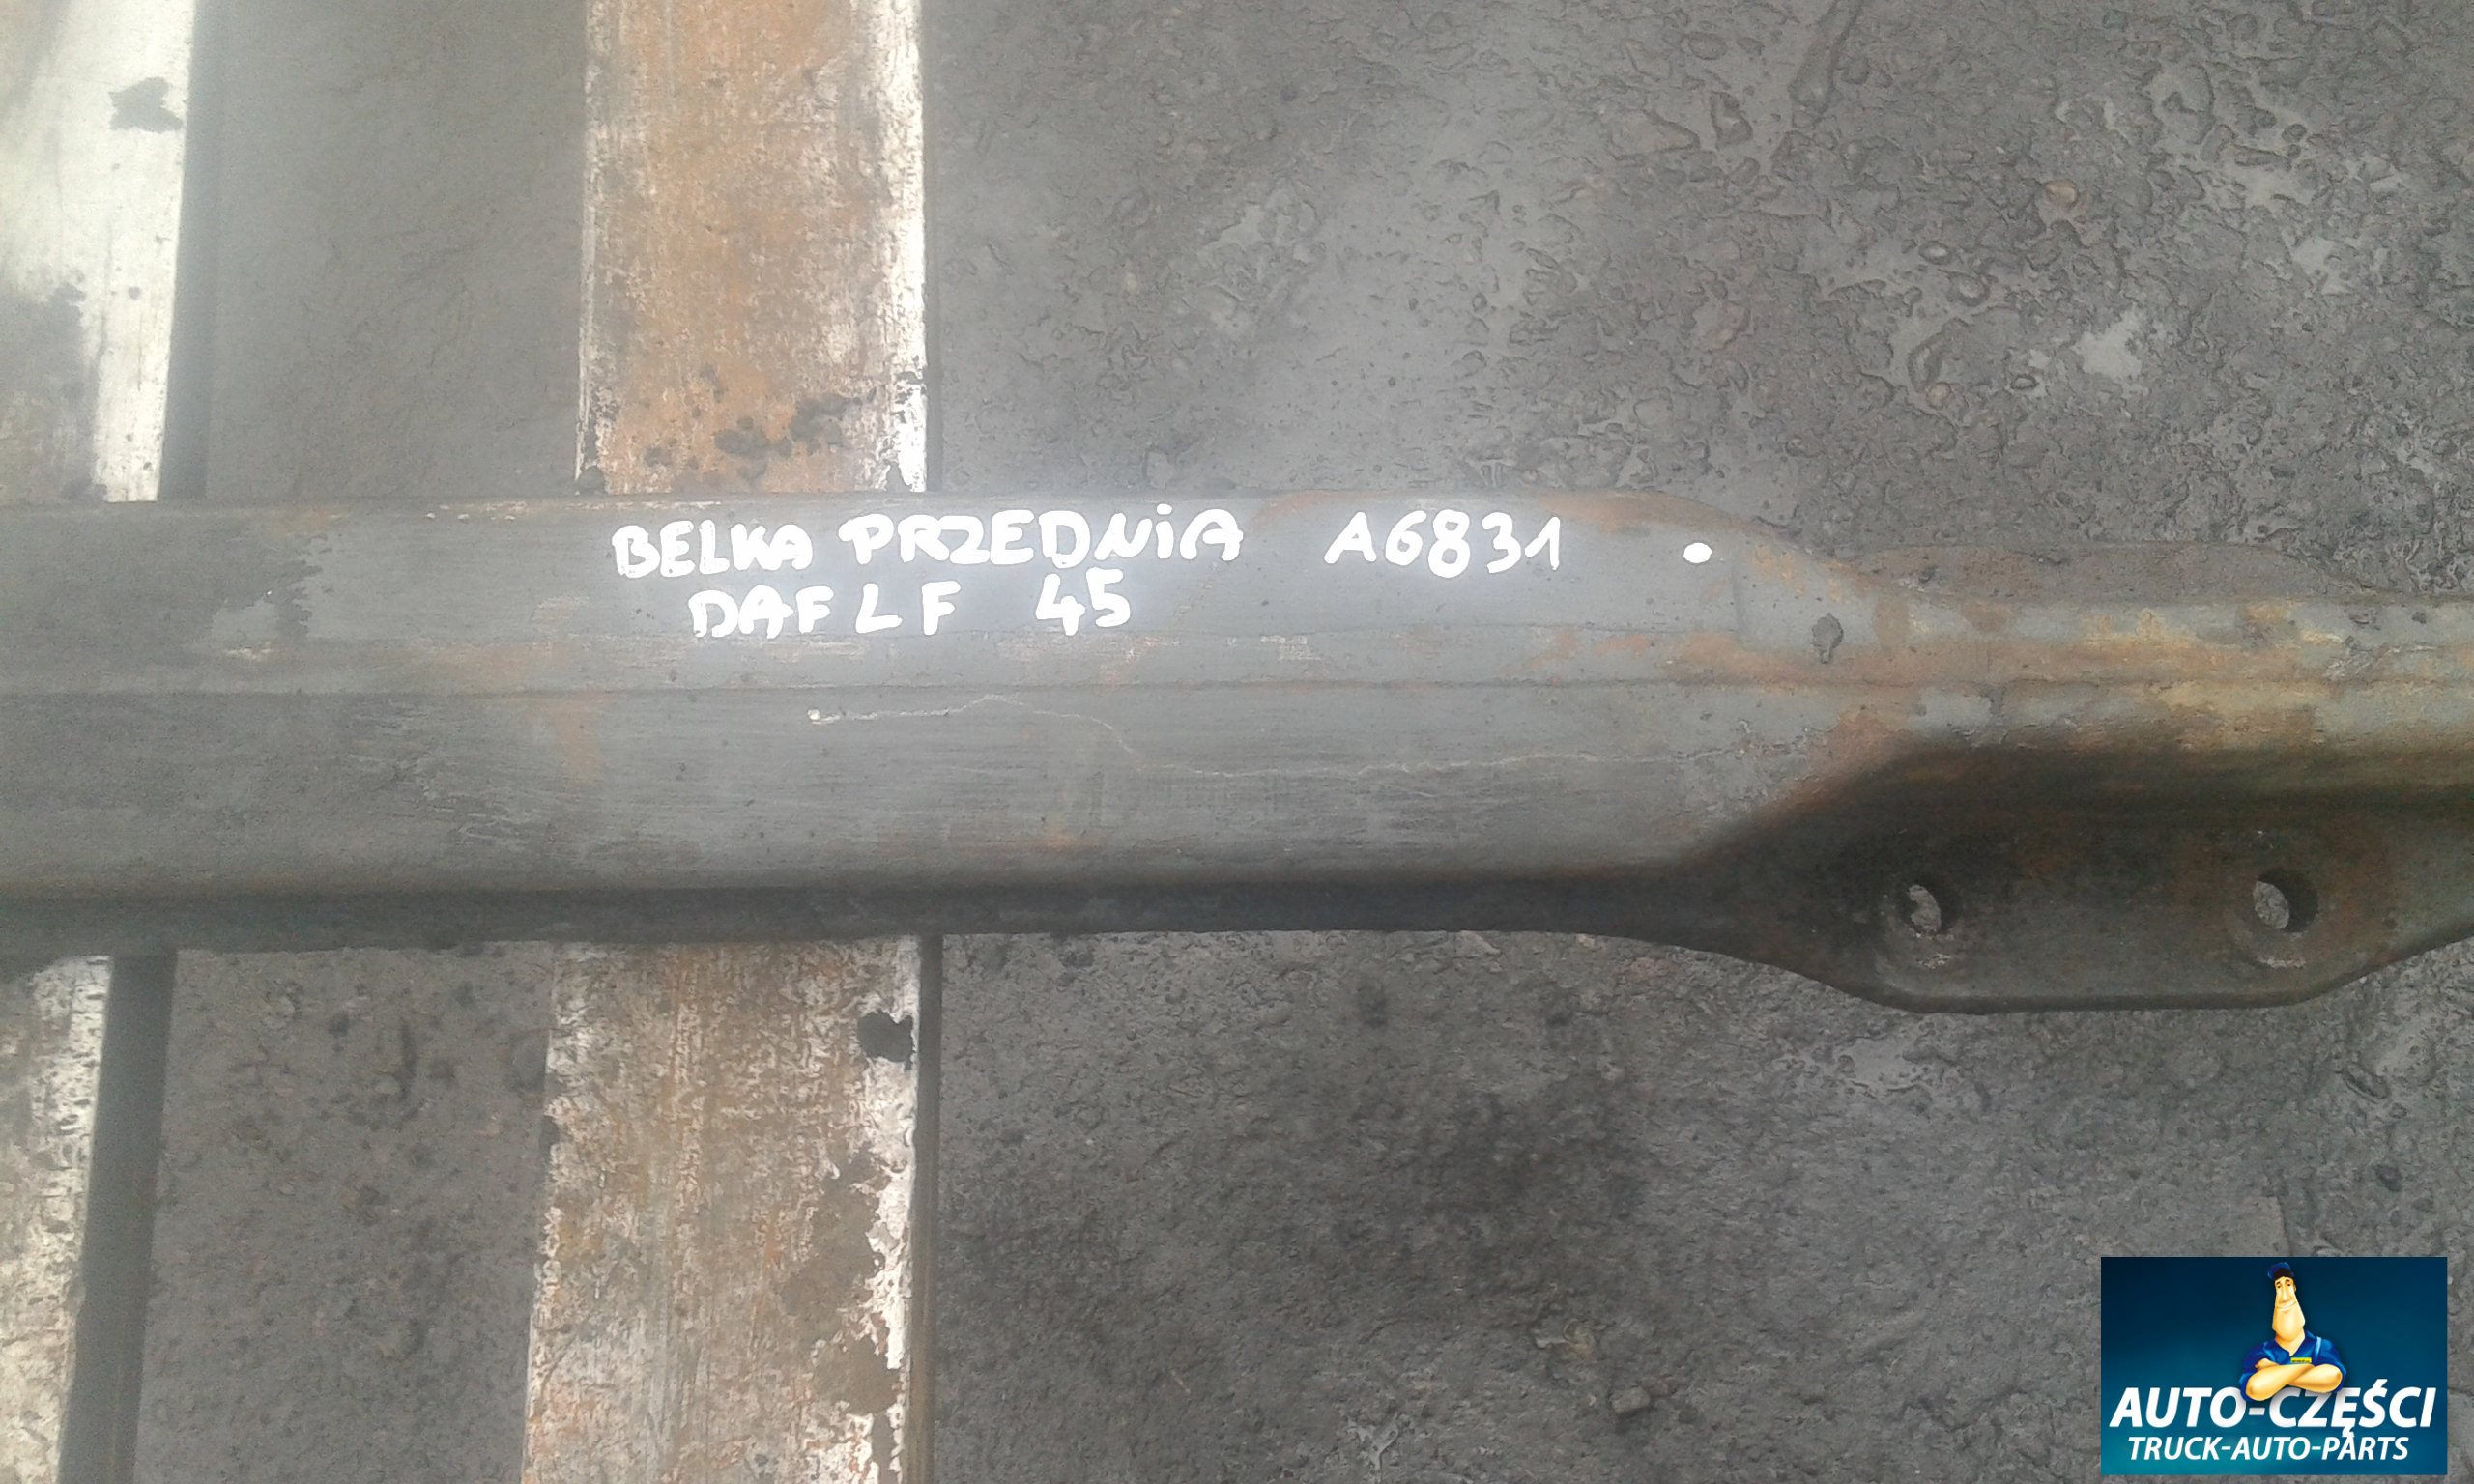 BELKA PRZEDNiA A6831
DAF LF 45
AUTO-CZĘŚCI
TRUCK-AUTO-PARTS